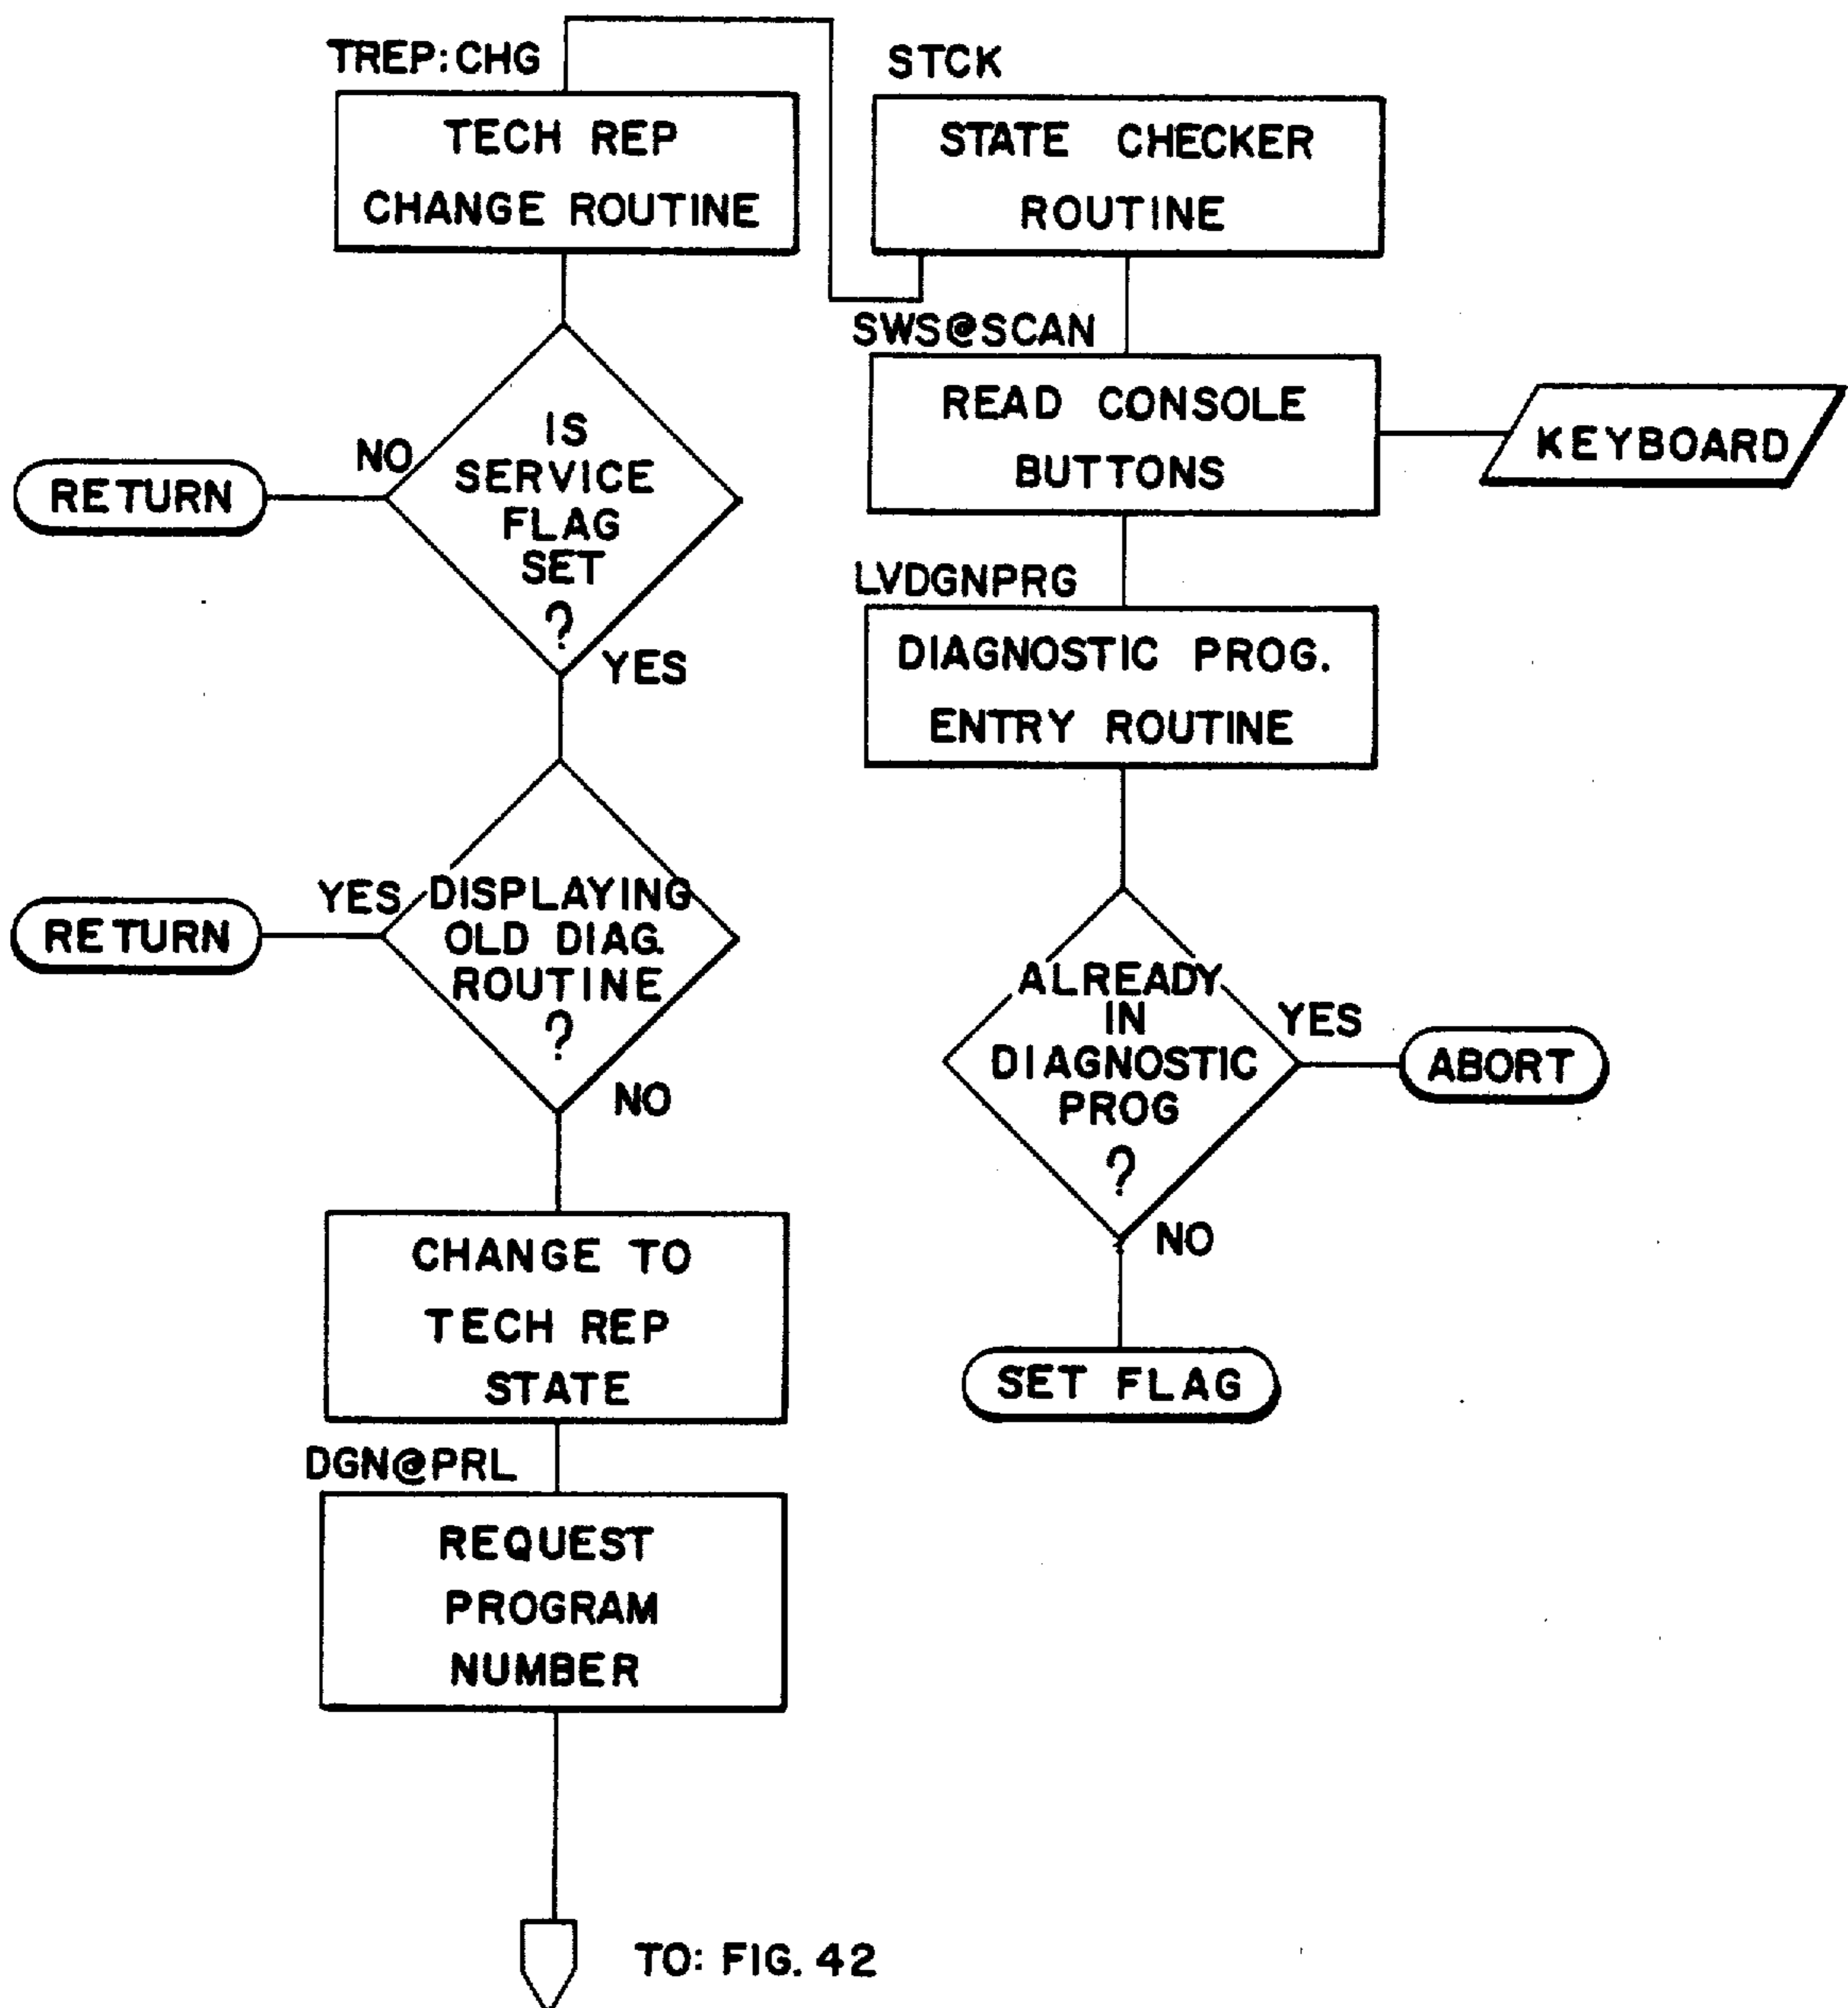 TREP:CHG
TECH REP
CHANGE ROUTINE
IS
SERVICE
FLAG
SET
?
NO
RETURN
YES
DISPLAYING
OLD DIAG.
ROUTINE
?
YES
RETURN
NO
CHANGE TO
TECH REP
STATE
DGN@PRL
REQUEST
PROGRAM
NUMBER
TO: FIG. 42
STCK
STATE CHECKER
ROUTINE
SWS@SCAN
READ CONSOLE
BUTTONS
KEYBOARD
LVDGNPRG
DIAGNOSTIC PROG.
ENTRY ROUTINE
ALREADY
IN
DIAGNOSTIC
PROG
?
YES
ABORT
NO
SET FLAG